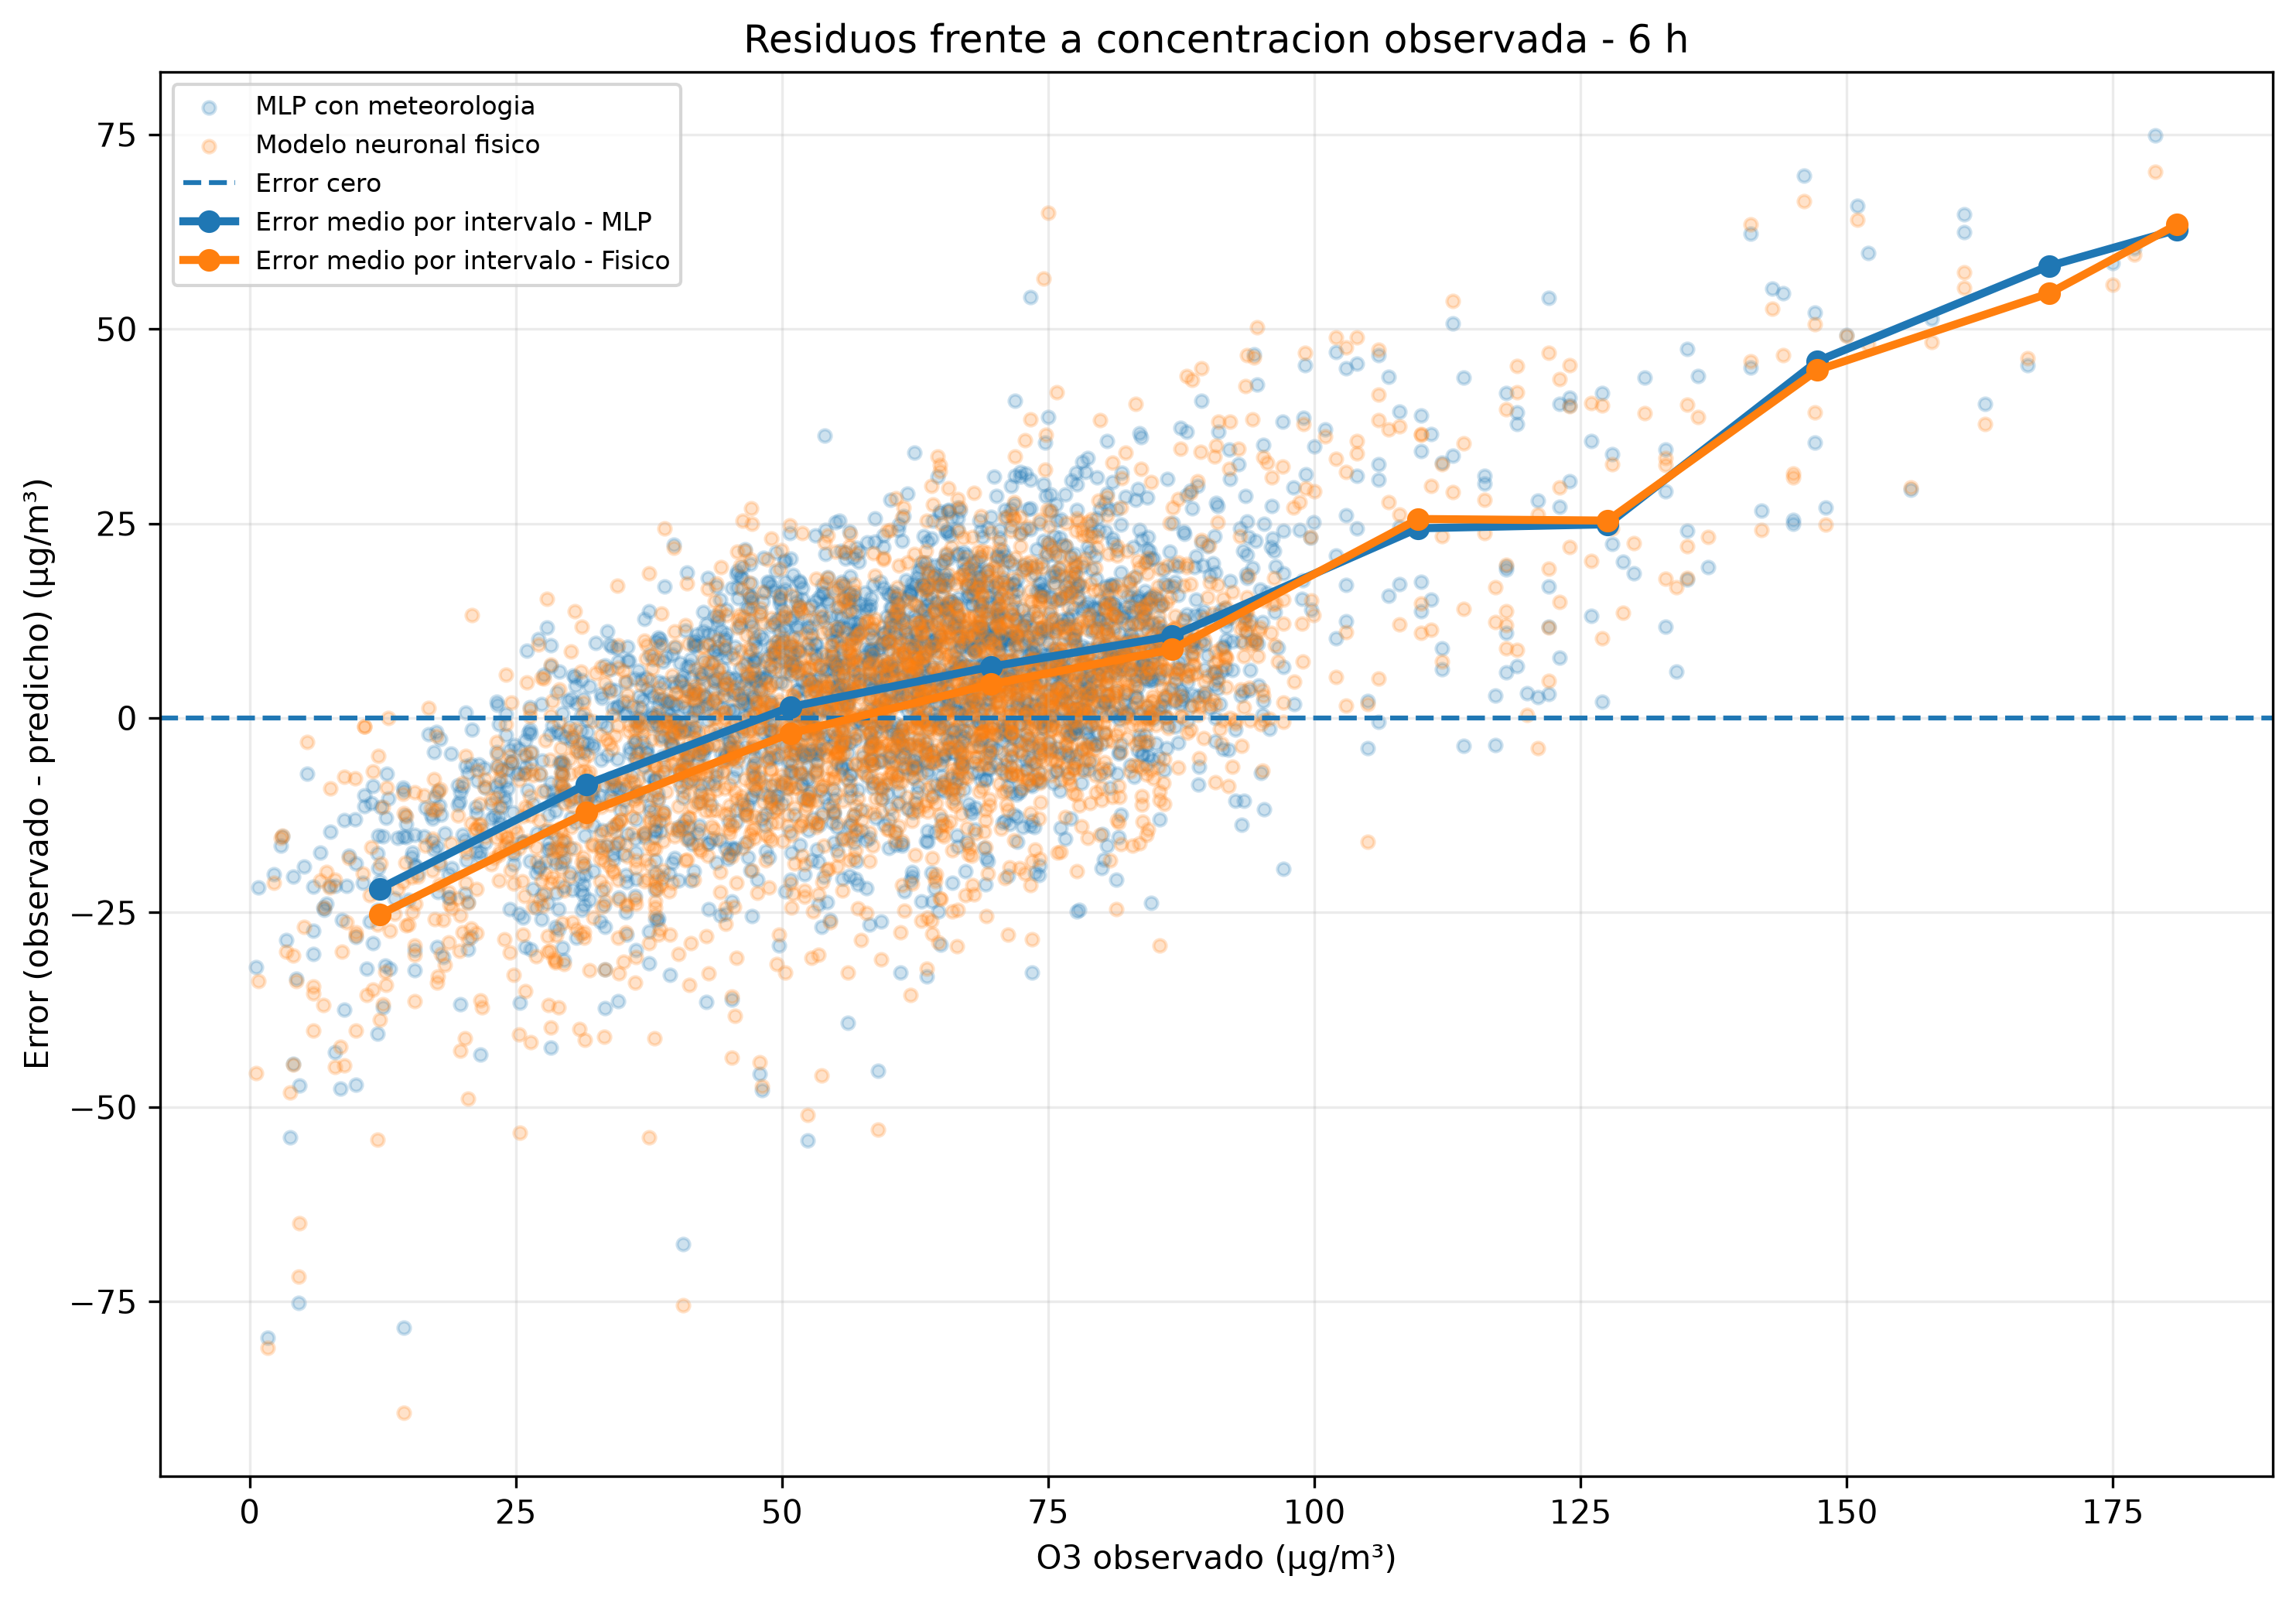 Residuos frente a concentracion observada - 6 h
MLP con meteorologia
Modelo neuronal fisico
Error cero
Error medio por intervalo - MLP
Error medio por intervalo - Fisico
Error (observado - predicho) (µg/m³)
75
50
25
0
−25
−50
−75
0 25 50 75 100 125 150 175
O3 observado (µg/m³)